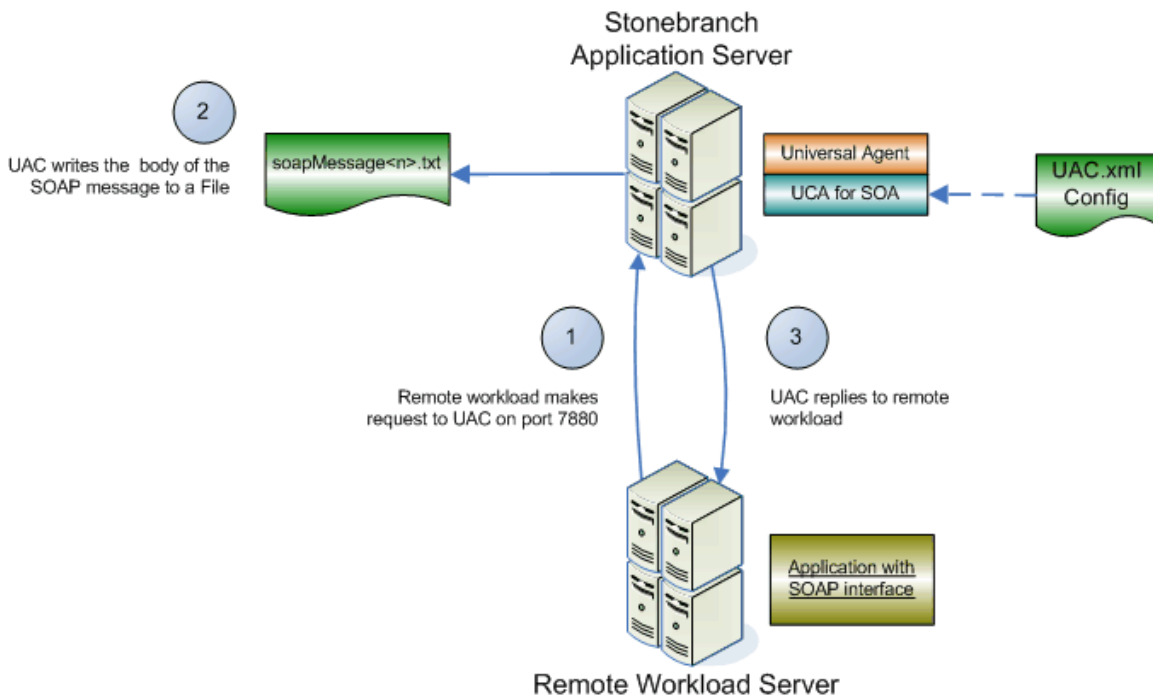 Stonebranch
Application Server
2
UAC writes the body of the
SOAP message to a File
soapMessage<n>.txt
Universal Agent
UCA for SOA
UAC.xml
Config
1
Remote workload makes
request to UAC on port 7880
3
UAC replies to remote
workload
Application with
SOAP interface
Remote Workload Server